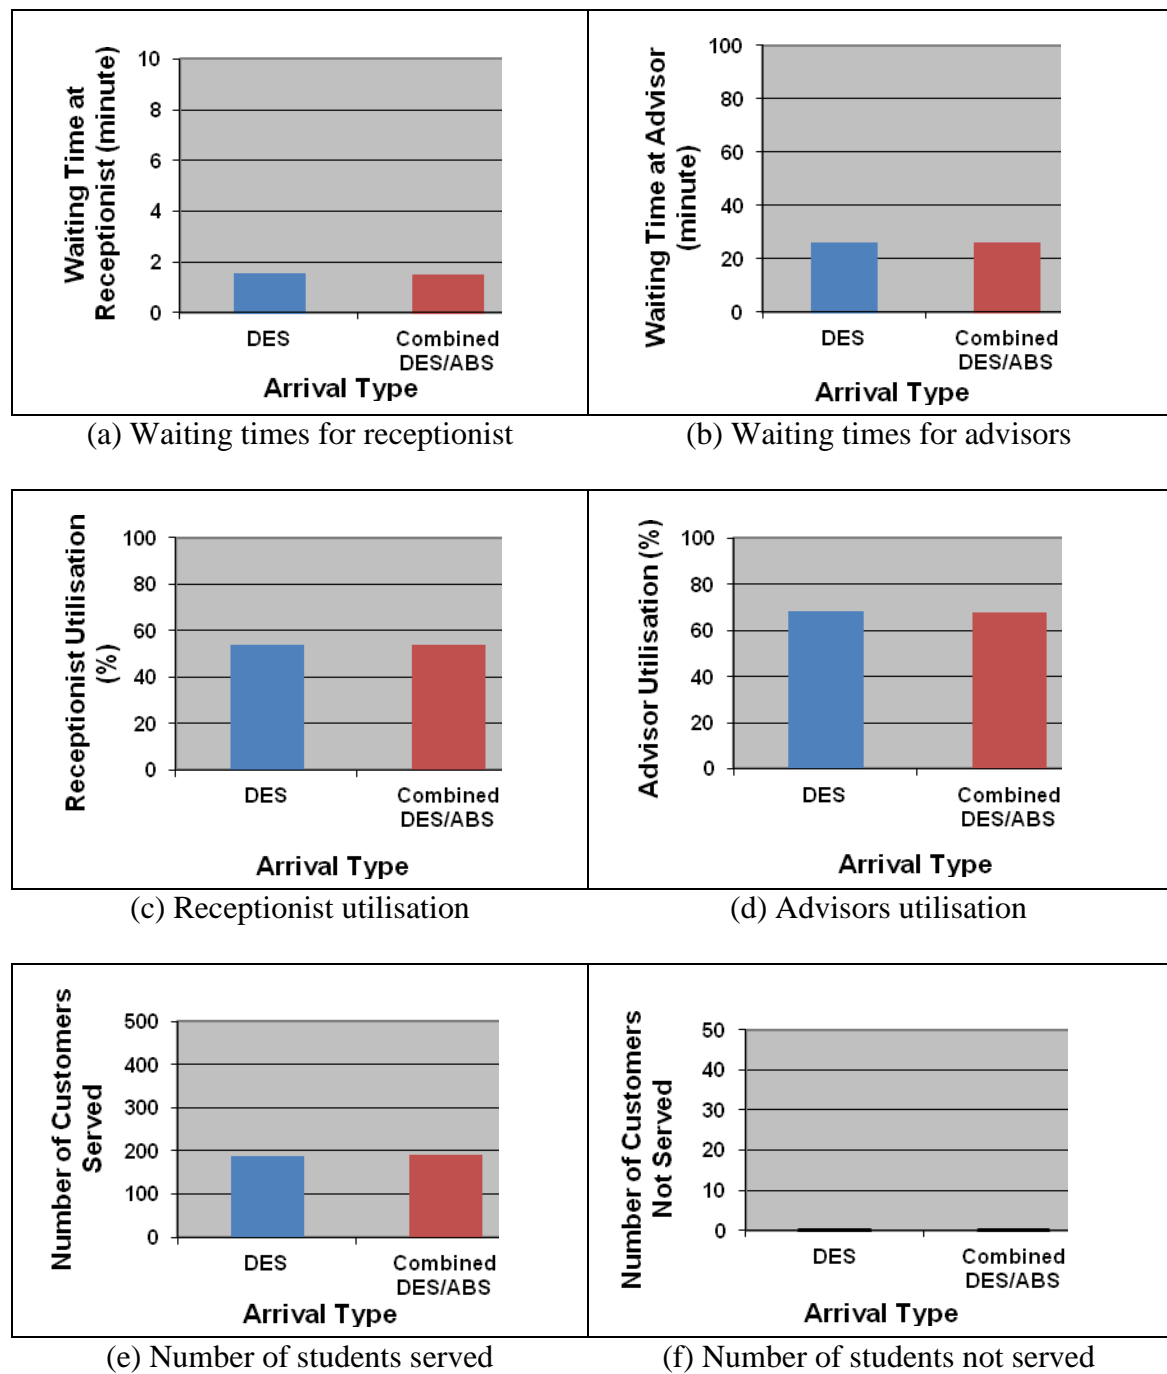 Waiting Time at
Receptionist (minute)
10
8
6
4
2
0
DES
Combined
DES/ABS
Arrival Type
(a) Waiting times for receptionist
Waiting Time at Advisor
(minute)
100
80
60
40
20
0
DES
Combined
DES/ABS
Arrival Type
(b) Waiting times for advisors
Receptionist Utilisation
(%)
100
80
60
40
20
0
DES
Combined
DES/ABS
Arrival Type
(c) Receptionist utilisation
Advisor Utilisation (%)
100
80
60
40
20
0
DES
Combined
DES/ABS
Arrival Type
(d) Advisors utilisation
Number of Customers
Served
500
400
300
200
100
0
DES
Combined
DES/ABS
Arrival Type
(e) Number of students served
Number of Customers
Not Served
50
40
30
20
10
0
DES
Combined
DES/ABS
Arrival Type
(f) Number of students not served